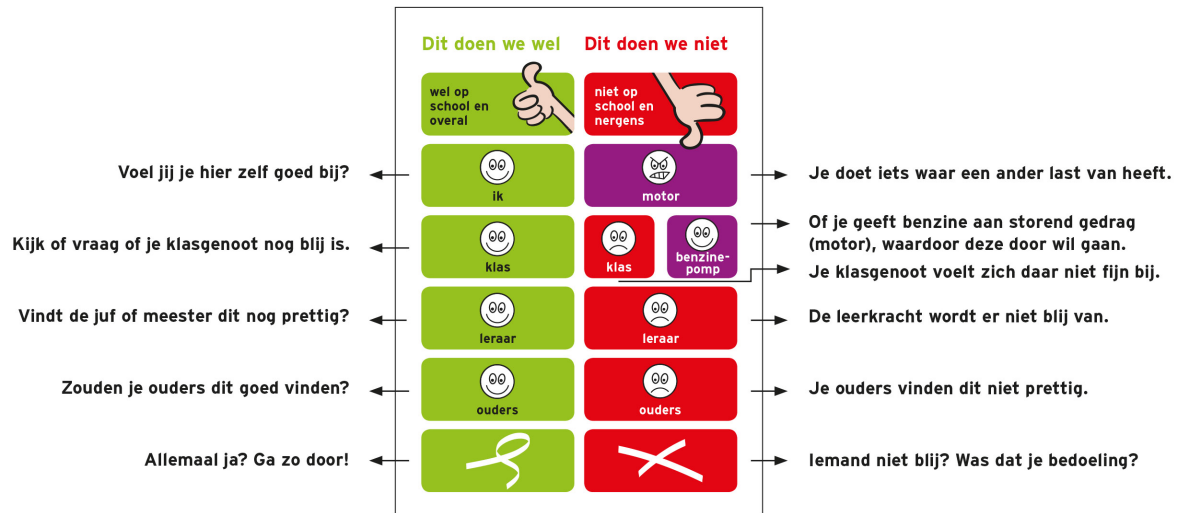 Dit doen we wel
Dit doen we niet
wel op
school en
overal
niet op
school en
nergens
Voel jij je hier zelf goed bij?
ik
motor
Je doet iets waar een ander last van heeft.
Kijk of vraag of je klasgenoot nog blij is.
klas
klas
benzine-
pomp
Of je geeft benzine aan storend gedrag
(motor), waardoor deze door wil gaan.
Je klasgenoot voelt zich daar niet fijn bij.
Vindt de juf of meester dit nog prettig?
leraar
leraar
De leerkracht wordt er niet blij van.
Zouden je ouders dit goed vinden?
ouders
ouders
Je ouders vinden dit niet prettig.
Allemaal ja? Ga zo door!
Iemand niet blij? Was dat je bedoeling?